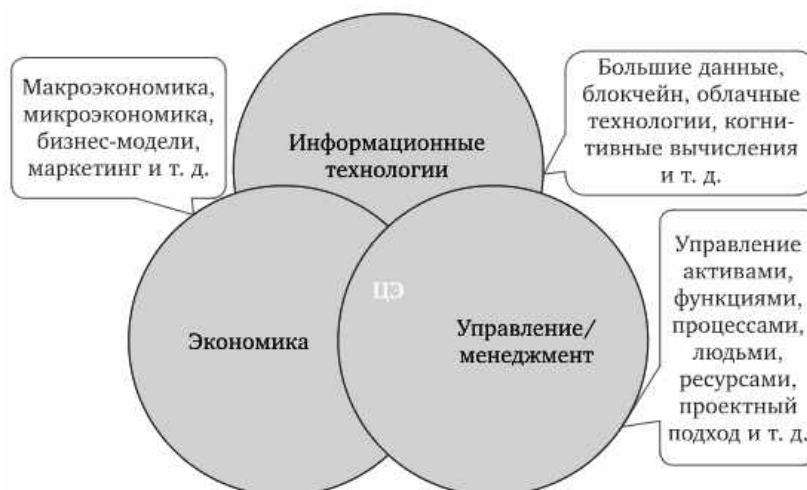 Макроэкономика,
микроэкономика,
бизнес-модели,
маркетинг и т. д.
Большие данные,
блокчейн, облачные
технологии, когни-
тивные вычисления
и т. д.
Информационные
технологии
Управление
активами,
функциями,
процессами,
людьми,
ресурсами,
проектный
подход и т. д.
ЦЭ
Экономика
Управление/
менеджмент